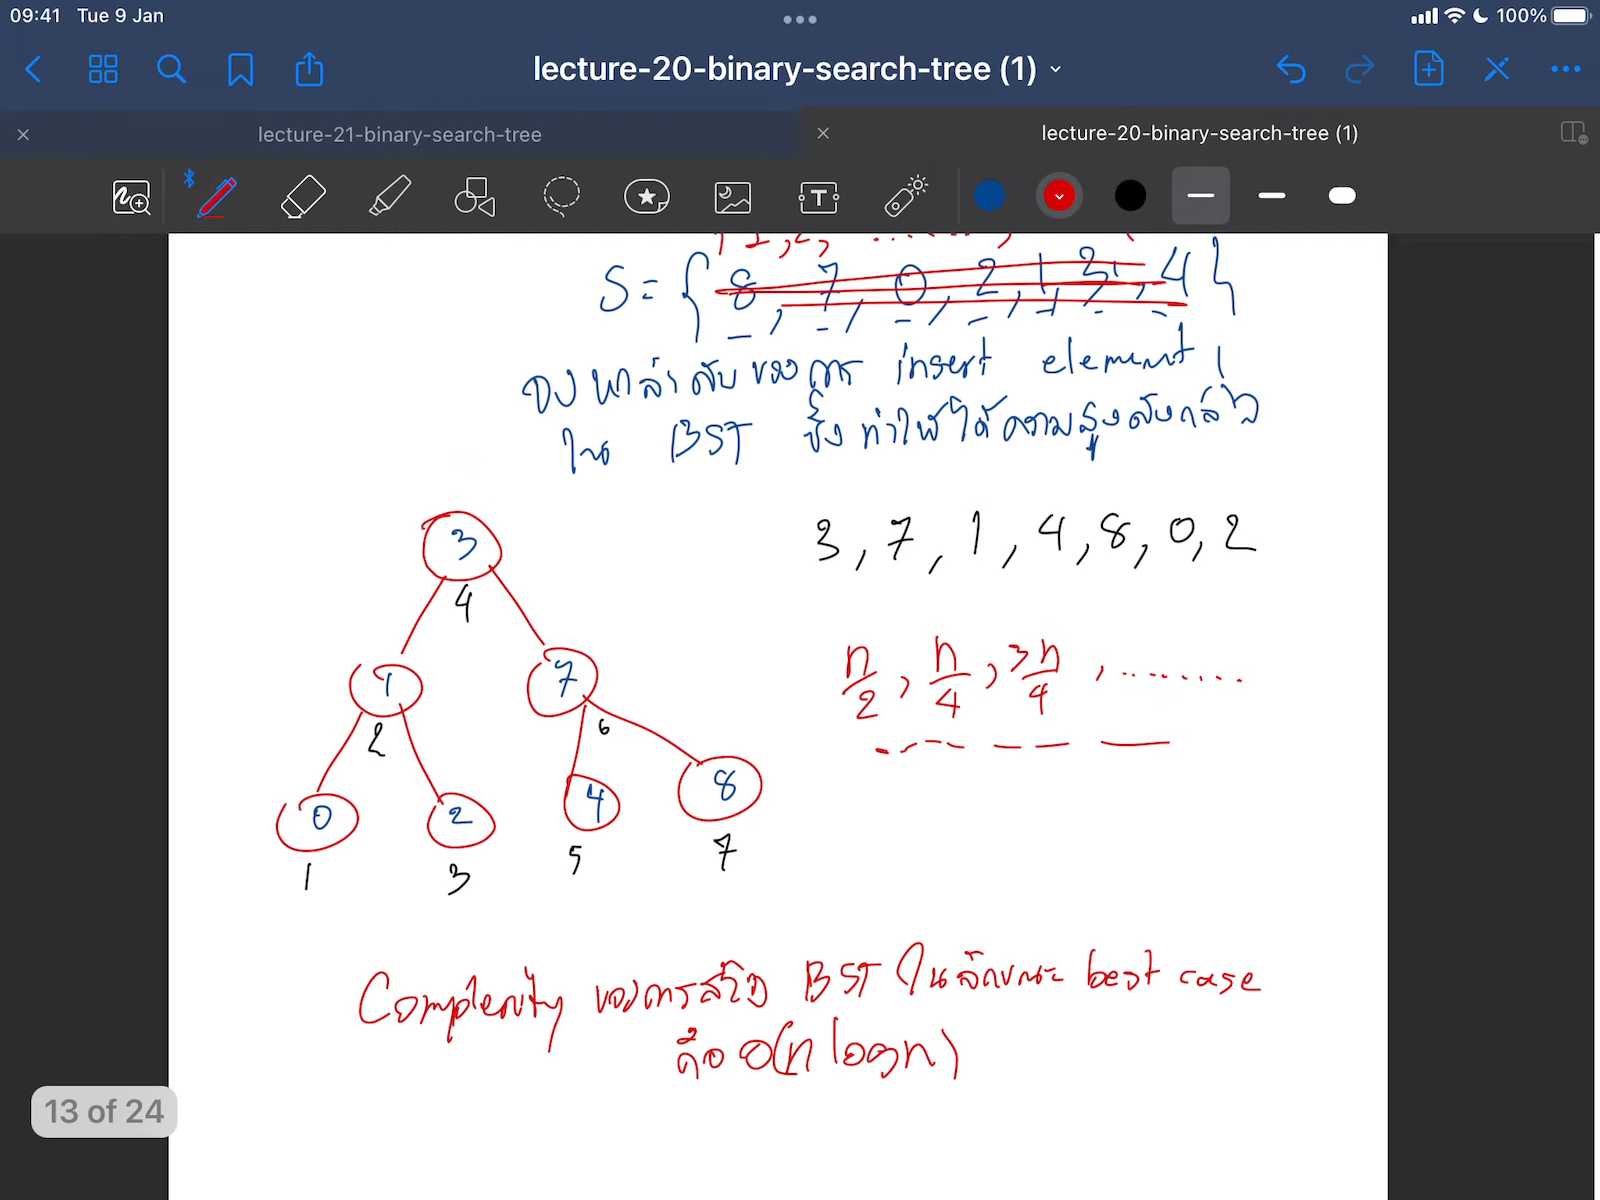 09:41 Tue 9 Jan
100%
lecture-20-binary-search-tree (1)
lecture-21-binary-search-tree
lecture-20-binary-search-tree (1)
T
S = { 8, 7, 0, 2, 1, 3, 4 }
จงหาลำดับของการ insert element
ใน BST ซึ่งทำให้ได้ความสูงดังกล่าว
3, 7, 1, 4, 8, 0, 2
3
4
n/2, n/4, 3n/4, ........
1
7
2
6
0
2
4
8
1
3
5
7
Complexity ของการสร้าง BST ในลักษณะ best case
คือ O(n log n)
13 of 24